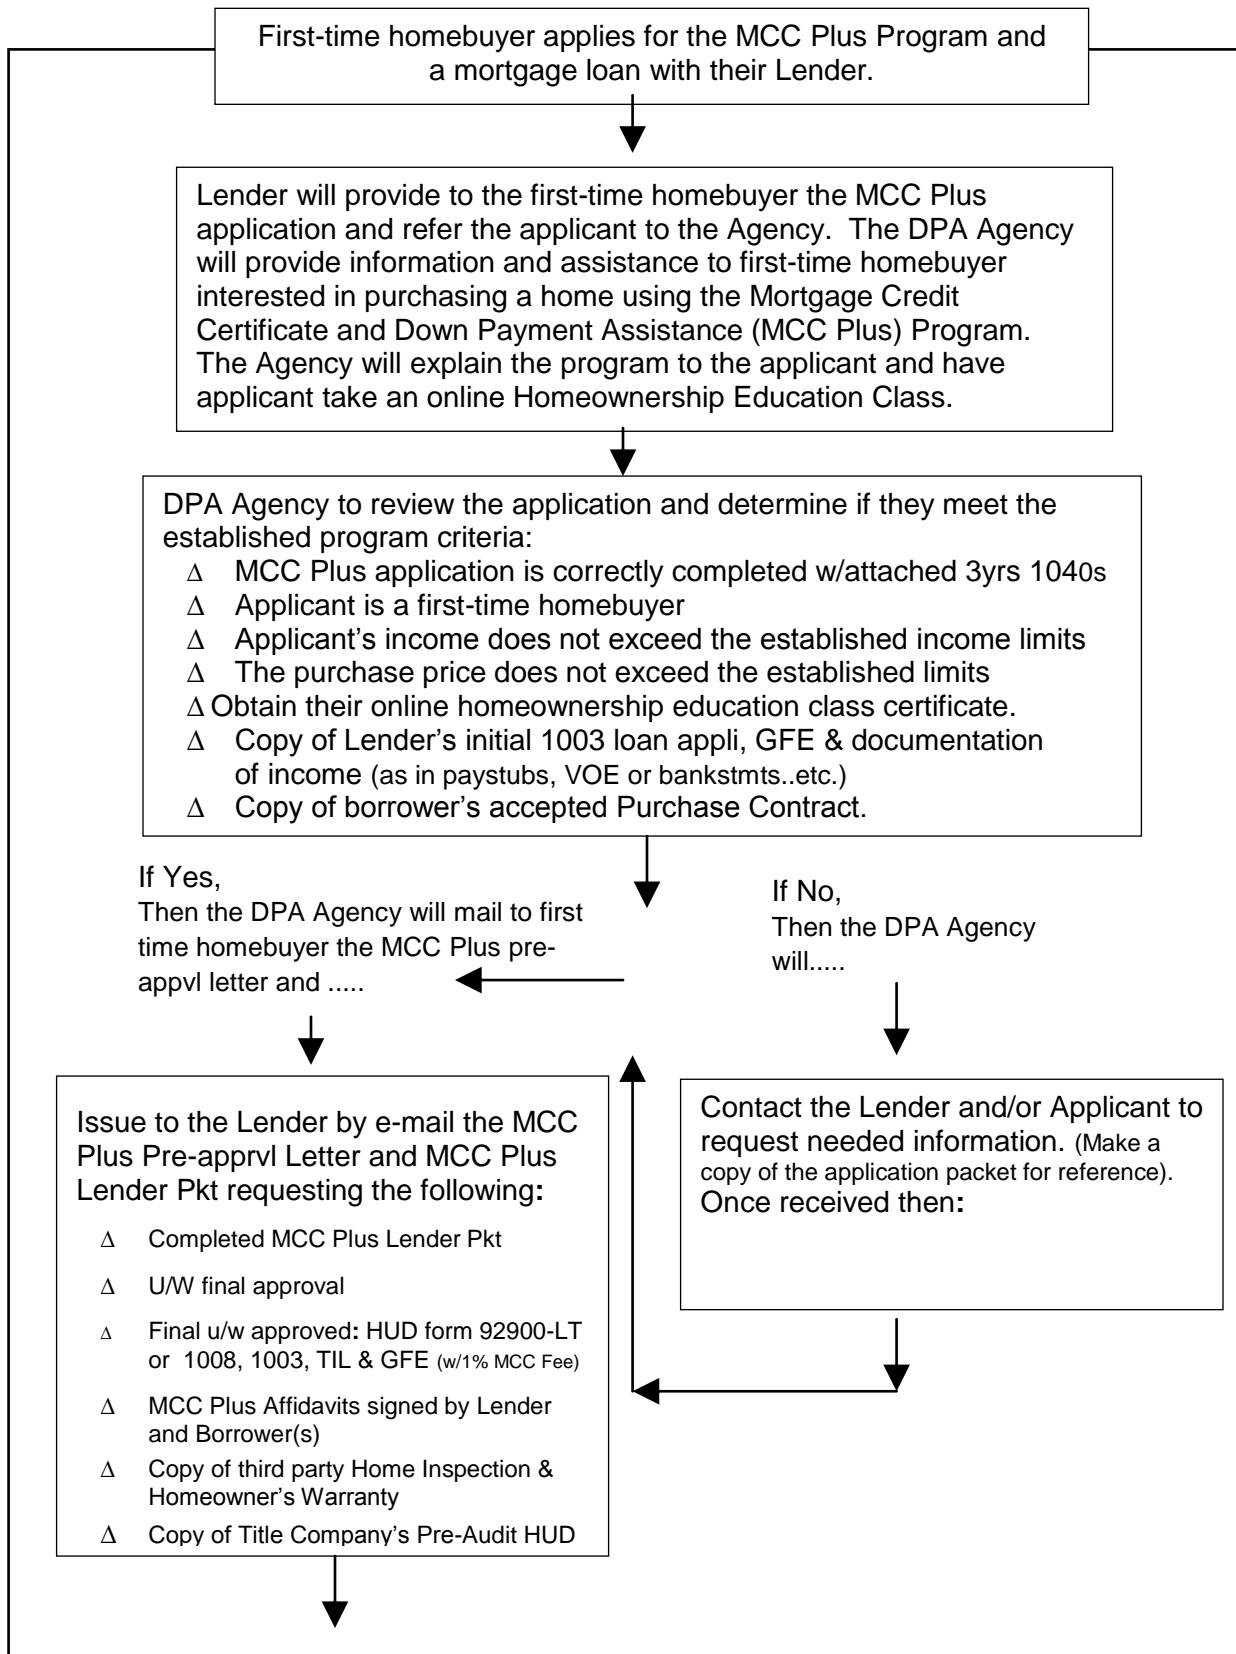 First-time homebuyer applies for the MCC Plus Program and
a mortgage loan with their Lender.
Lender will provide to the first-time homebuyer the MCC Plus
application and refer the applicant to the Agency. The DPA Agency
will provide information and assistance to first-time homebuyer
interested in purchasing a home using the Mortgage Credit
Certificate and Down Payment Assistance (MCC Plus) Program.
The Agency will explain the program to the applicant and have
applicant take an online Homeownership Education Class.
DPA Agency to review the application and determine if they meet the
established program criteria:
Δ MCC Plus application is correctly completed w/attached 3yrs 1040s
Δ Applicant is a first-time homebuyer
Δ Applicant's income does not exceed the established income limits
Δ The purchase price does not exceed the established limits
Δ Obtain their online homeownership education class certificate.
Δ Copy of Lender's initial 1003 loan appli, GFE & documentation
of income (as in paystubs, VOE or bankstmts..etc.)
Δ Copy of borrower's accepted Purchase Contract.
If Yes,
Then the DPA Agency will mail to first
time homebuyer the MCC Plus pre-
appvl letter and .....
If No,
Then the DPA Agency
will.....
Issue to the Lender by e-mail the MCC
Plus Pre-apprvl Letter and MCC Plus
Lender Pkt requesting the following:
Δ Completed MCC Plus Lender Pkt
Δ U/W final approval
Δ Final u/w approved: HUD form 92900-LT
or 1008, 1003, TIL & GFE (w/1% MCC Fee)
Δ MCC Plus Affidavits signed by Lender
and Borrower(s)
Δ Copy of third party Home Inspection &
Homeowner's Warranty
Δ Copy of Title Company's Pre-Audit HUD
Contact the Lender and/or Applicant to
request needed information. (Make a
copy of the application packet for reference).
Once received then: